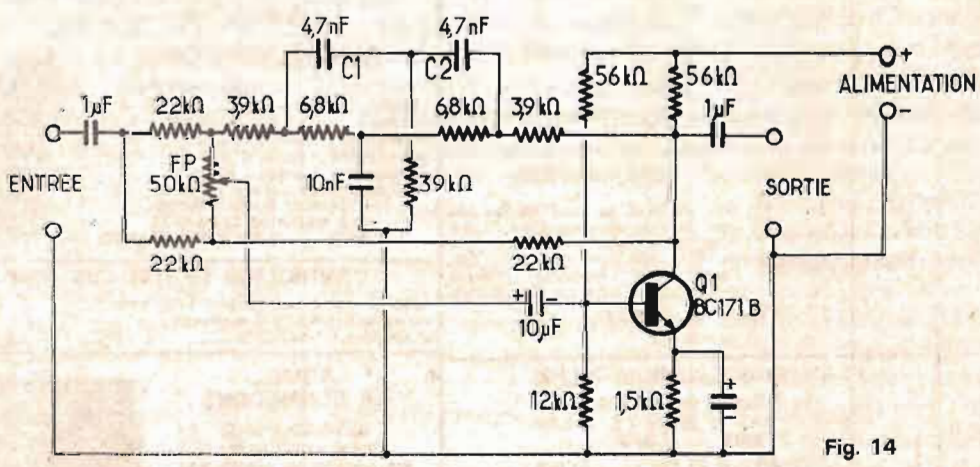 4,7nF
4,7nF
C1
C2
56kΩ
56kΩ
+
ALIMENTATION
-
1µF
22kΩ
3,9kΩ
6,8kΩ
6,8kΩ
3,9kΩ
1µF
ENTREE
FP
50kΩ
10nF
39kΩ
SORTIE
22kΩ
22kΩ
+
-
10µF
Q1
BC171B
12kΩ
1,5kΩ
+
-
Fig. 14